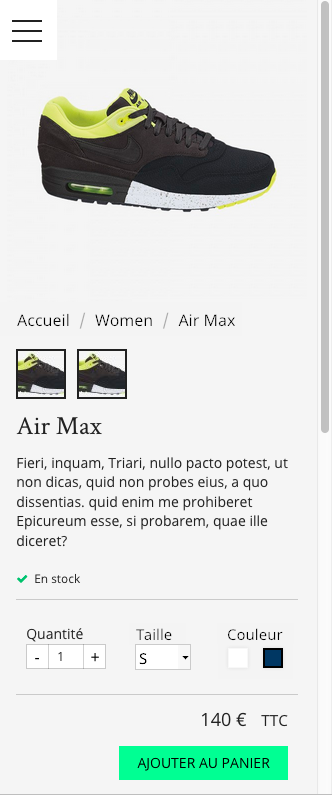 Accueil / Women / Air Max
Air Max
Fieri, inquam, Triari, nullo pacto potest, ut
non dicas, quid non probes eius, a quo
dissentias. quid enim me prohiberet
Epicureum esse, si probarem, quae ille
diceret?
En stock
Quantité Taille Couleur
- 1 + S
140 € TTC
AJOUTER AU PANIER